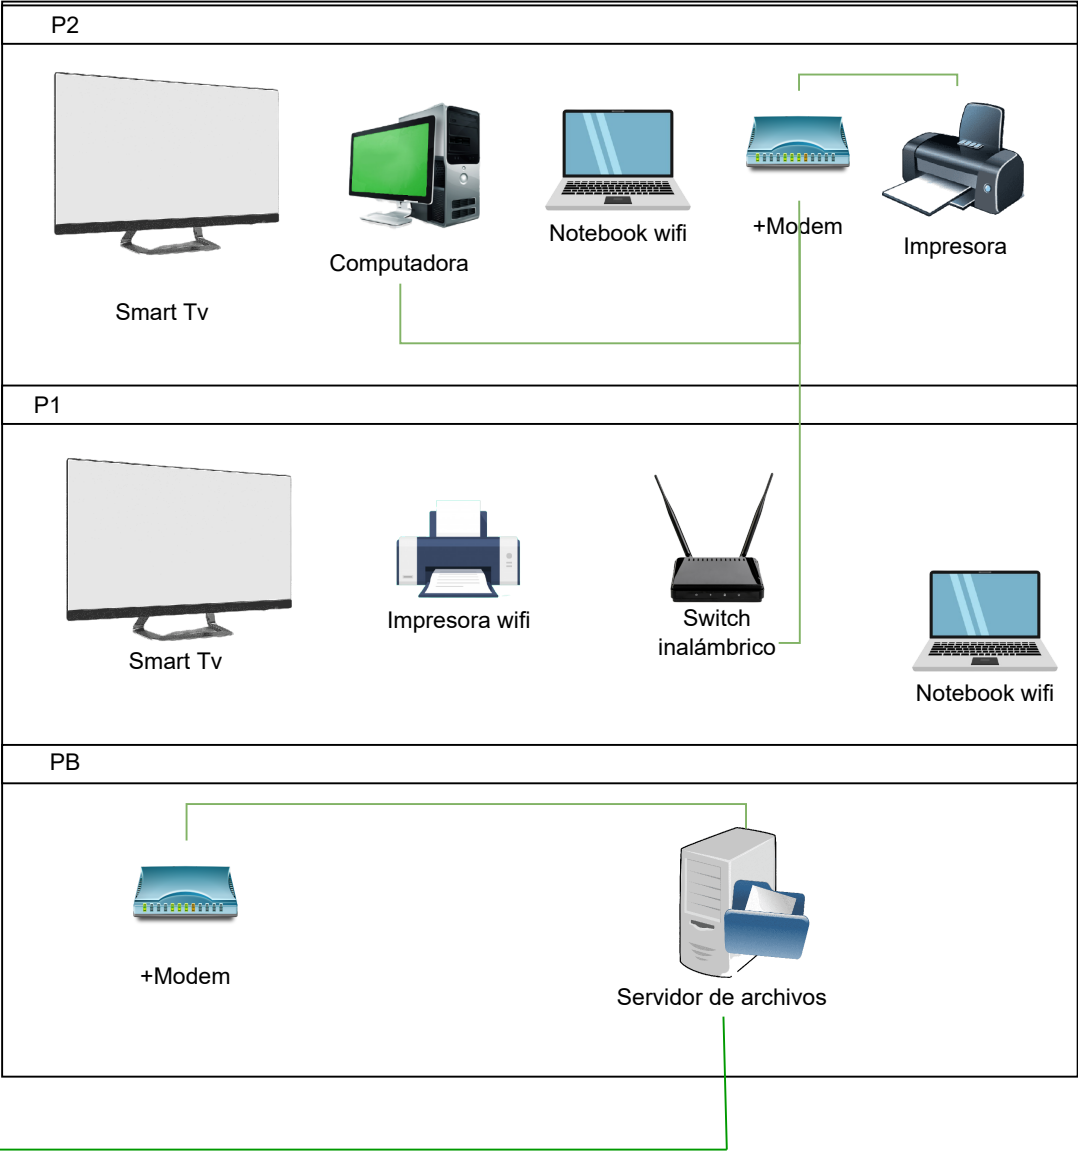 P2
Smart Tv
Computadora
Notebook wifi
+Modem
Impresora
P1
Smart Tv
Impresora wifi
Switch
inalámbrico
Notebook wifi
PB
+Modem
Servidor de archivos